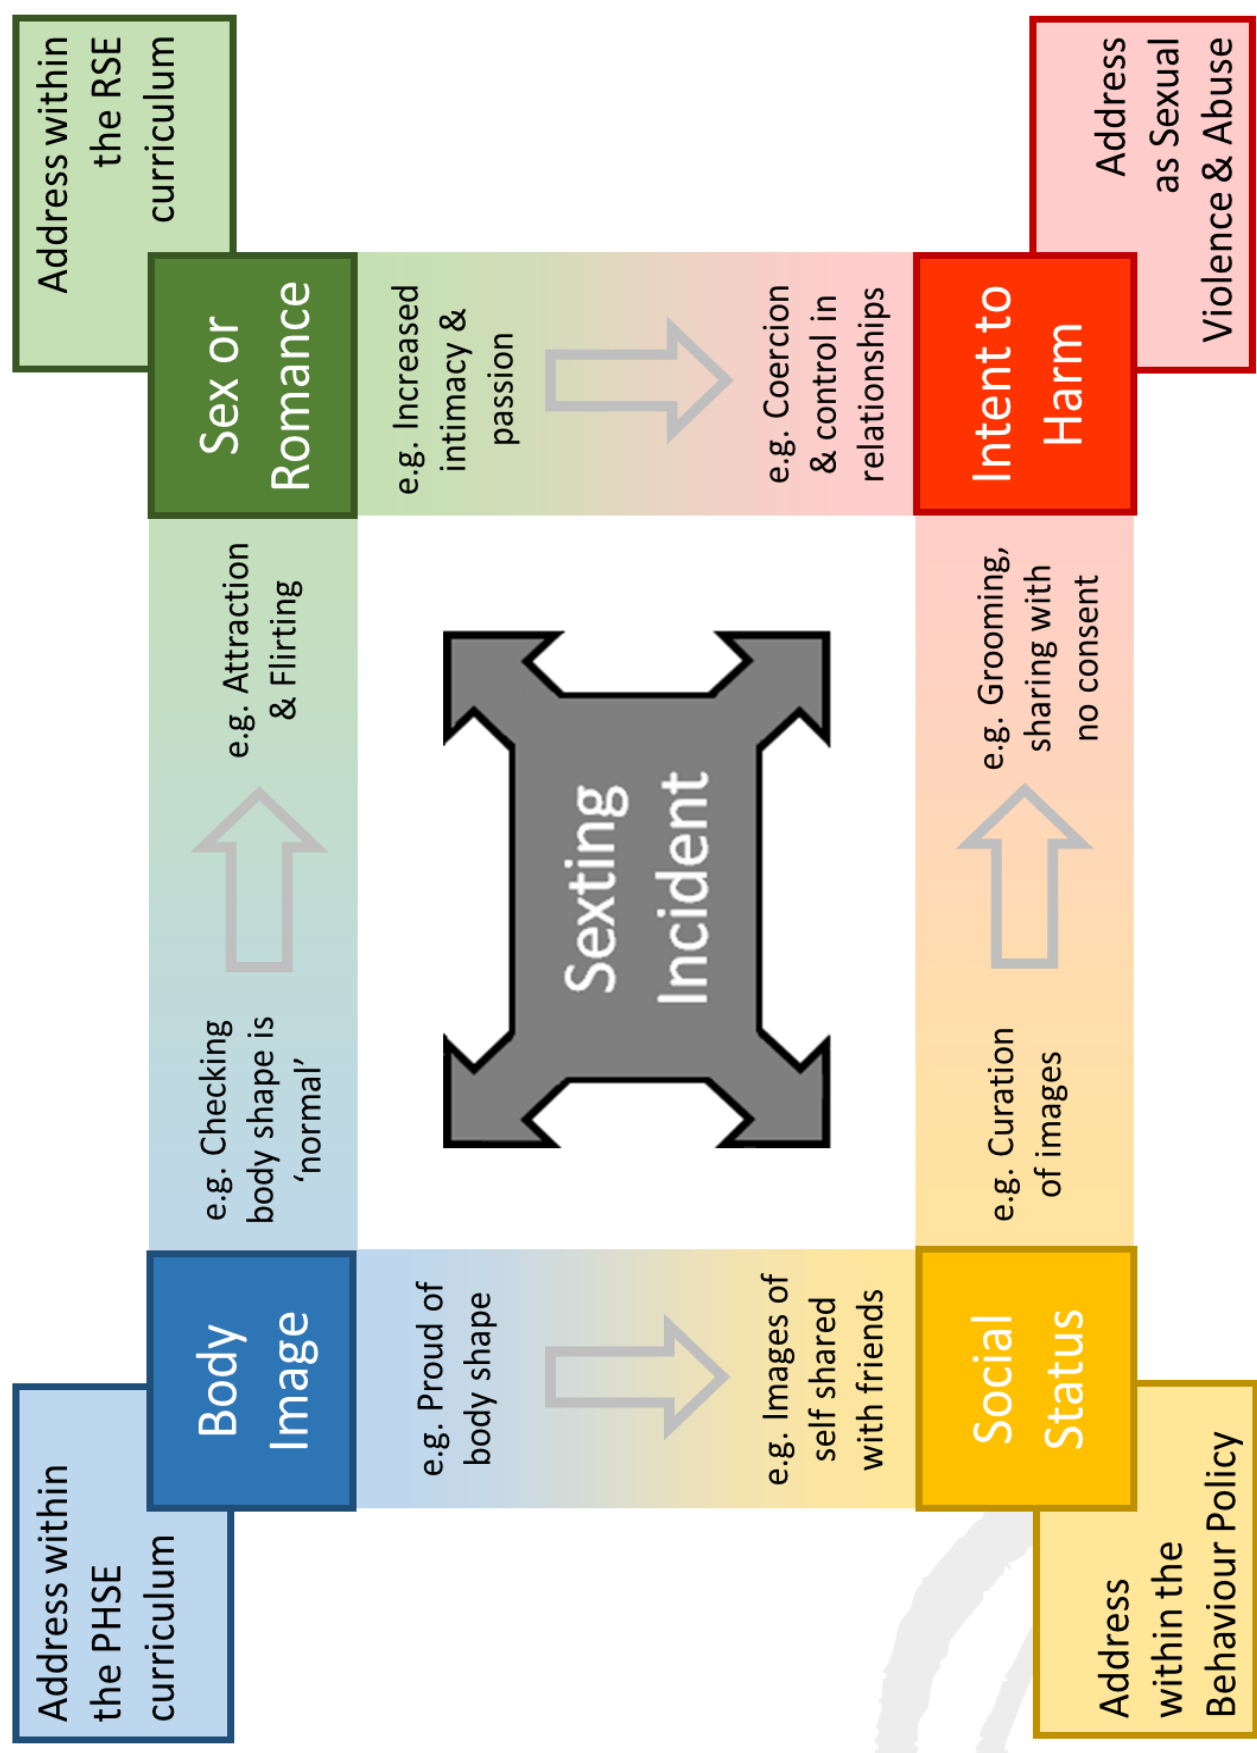 Address within
the PHSE
curriculum
Body
Image
e.g. Checking
body shape is
‘normal’
e.g. Attraction
& Flirting
Sex or
Romance
Address within
the RSE
curriculum
e.g. Proud of
body shape
e.g. Images of
self shared
with friends
Sexting
Incident
e.g. Increased
intimacy &
passion
e.g. Coercion
& control in
relationships
Social
Status
Address
within the
Behaviour Policy
e.g. Curation
of images
e.g. Grooming,
sharing with
no consent
Intent to
Harm
Address
as Sexual
Violence & Abuse